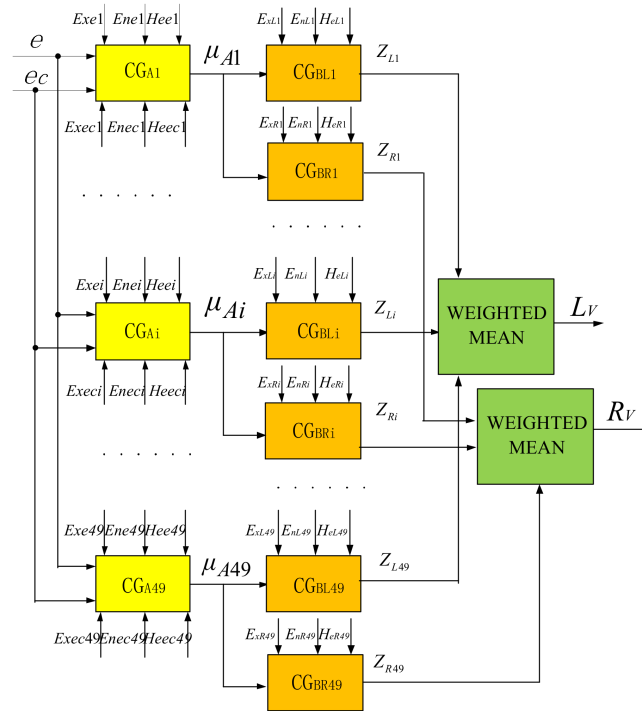 Exe1 Ene1 Hee1
ExL1 EnL1 HeL1
e
ec
CGA1
μA1
CGBL1
ZL1
Exec1 Enec1 Heec1
ExR1 EnR1 HeR1
CGBR1
ZR1
. . . . . .
. . . . . .
Exei Enei Heei
ExLi EnLi HeLi
CGAi
μAi
CGBLi
ZLi
WEIGHTED
MEAN
LV
Execi Eneci Heeci
ExRi EnRi HeRi
CGBRi
ZRi
WEIGHTED
MEAN
RV
. . . . . .
. . . . . .
Exe49 Ene49 Hee49
ExL49 EnL49 HeL49
CGA49
μA49
CGBL49
ZL49
Exec49 Enec49 Heec49
ExR49 EnR49 HeR49
CGBR49
ZR49